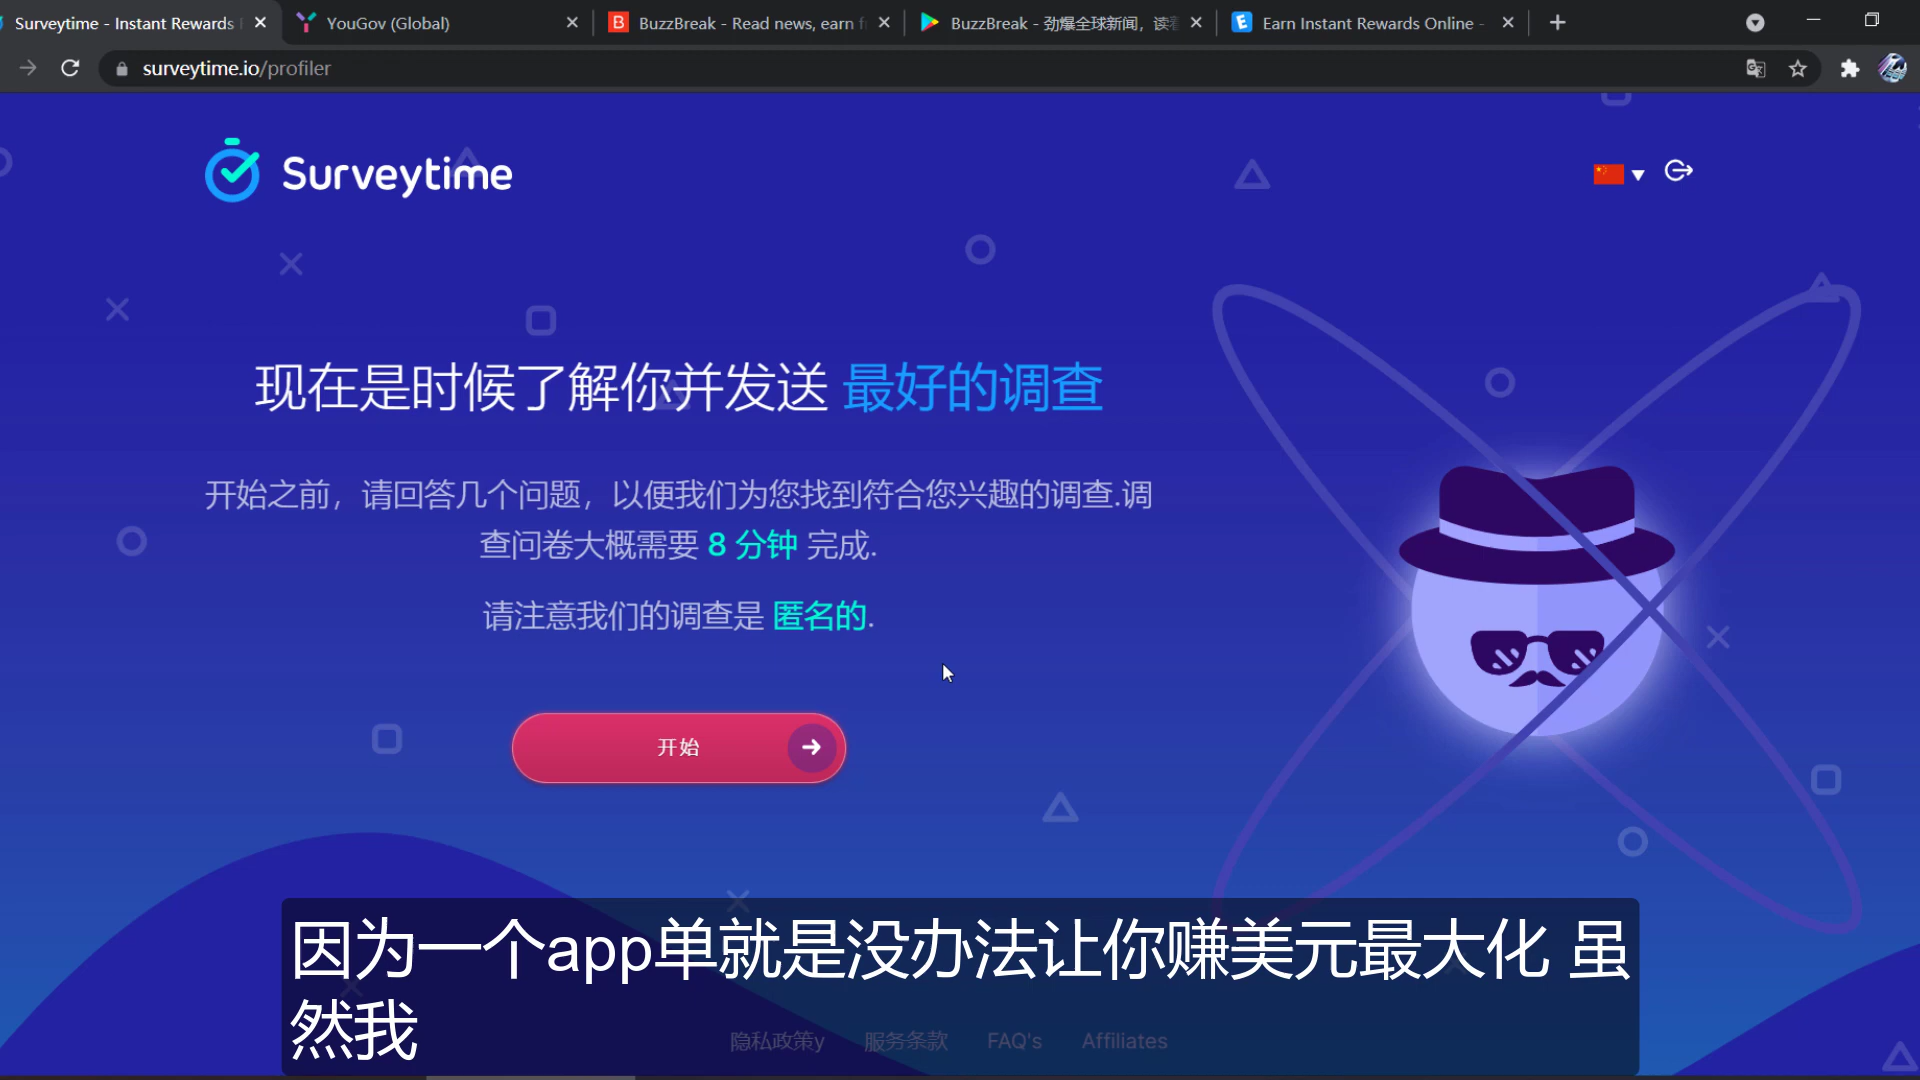 Surveytime - Instant Rewards
YouGov (Global)
BuzzBreak - Read news, earn f
BuzzBreak - 劲爆全球新闻，读
Earn Instant Rewards Online -
surveytime.io/profiler
Surveytime
现在是时候了解你并发送 最好的调查
开始之前，请回答几个问题，以便我们为您找到符合您兴趣的调查.调
查问卷大概需要 8 分钟 完成.
请注意我们的调查是 匿名的.
开始
因为一个app单就是没办法让你赚美元最大化 虽
然我
隐私政策y 服务条款 FAQ's Affiliates